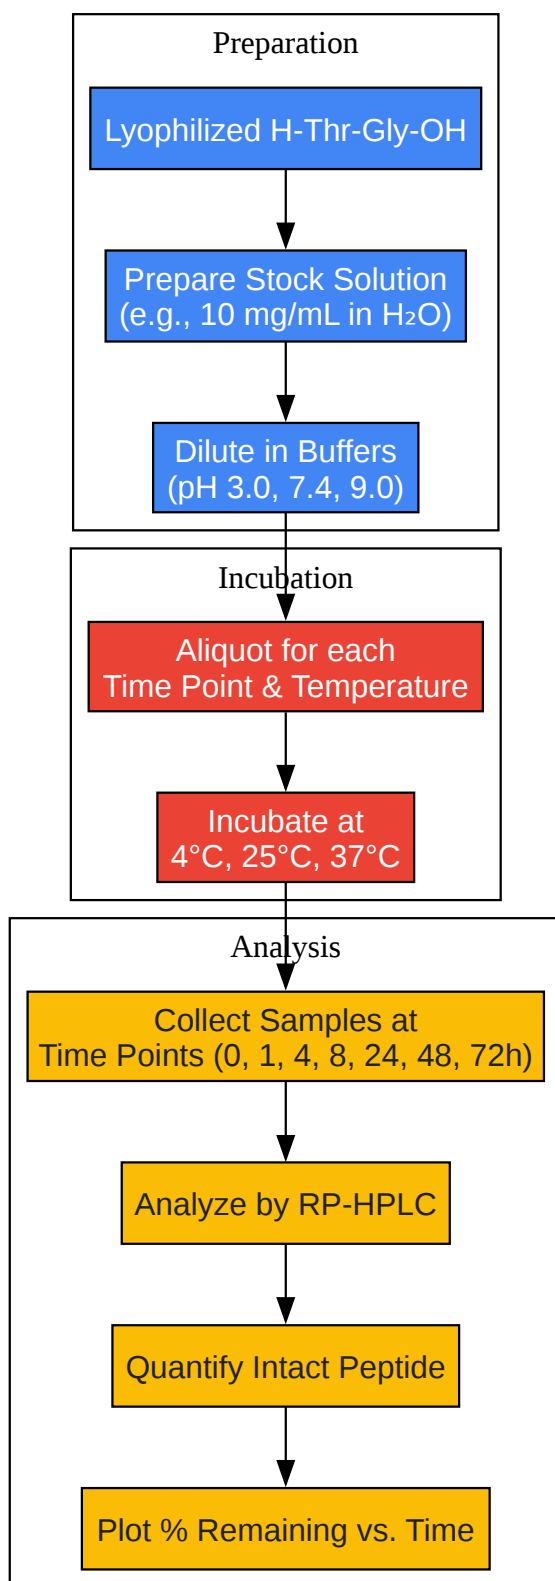 Preparation
Lyophilized H-Thr-Gly-OH
Prepare Stock Solution
(e.g., 10 mg/mL in H₂O)
Dilute in Buffers
(pH 3.0, 7.4, 9.0)
Incubation
Aliquot for each
Time Point & Temperature
Incubate at
4°C, 25°C, 37°C
Analysis
Collect Samples at
Time Points (0, 1, 4, 8, 24, 48, 72h)
Analyze by RP-HPLC
Quantify Intact Peptide
Plot % Remaining vs. Time